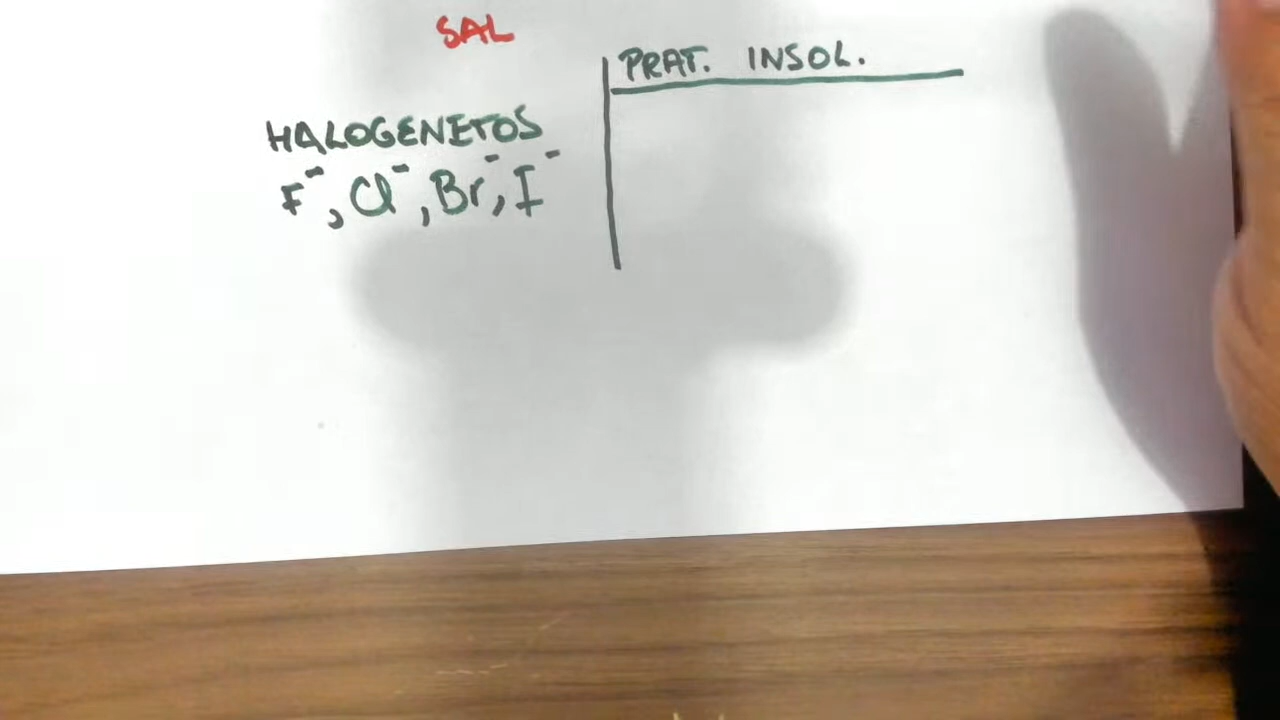 SAL
PRAT. INSOL.
HALOGENETOS
F⁻, Cl⁻, Br⁻, I⁻